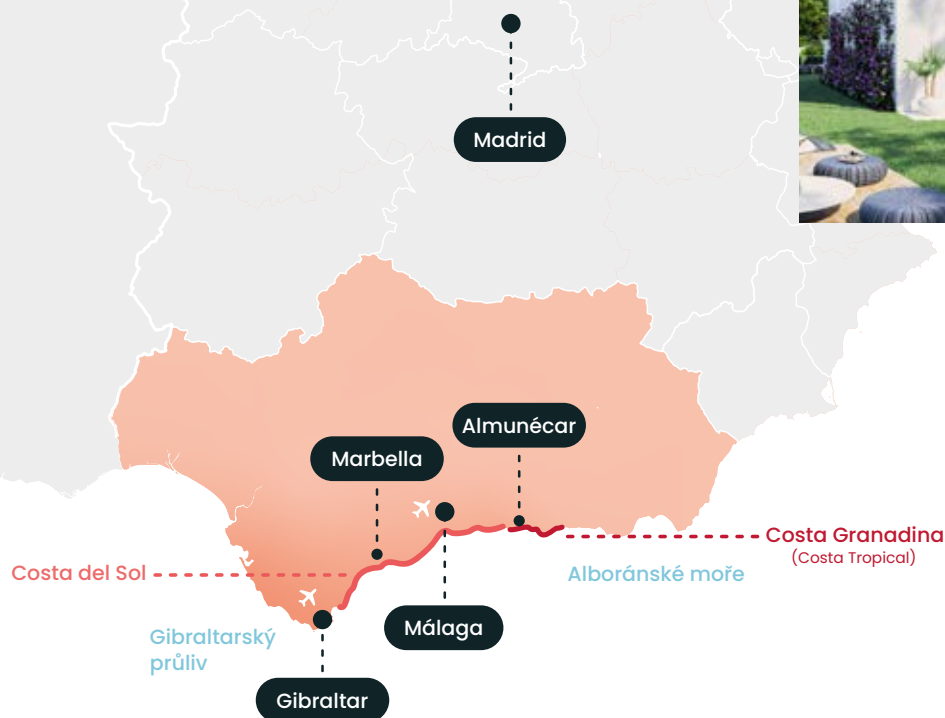 Madrid
Almunécar
Marbella
Costa Granadina
(Costa Tropical)
Costa del Sol
Alboránské moře
Málaga
Gibraltarský
průliv
Gibraltar